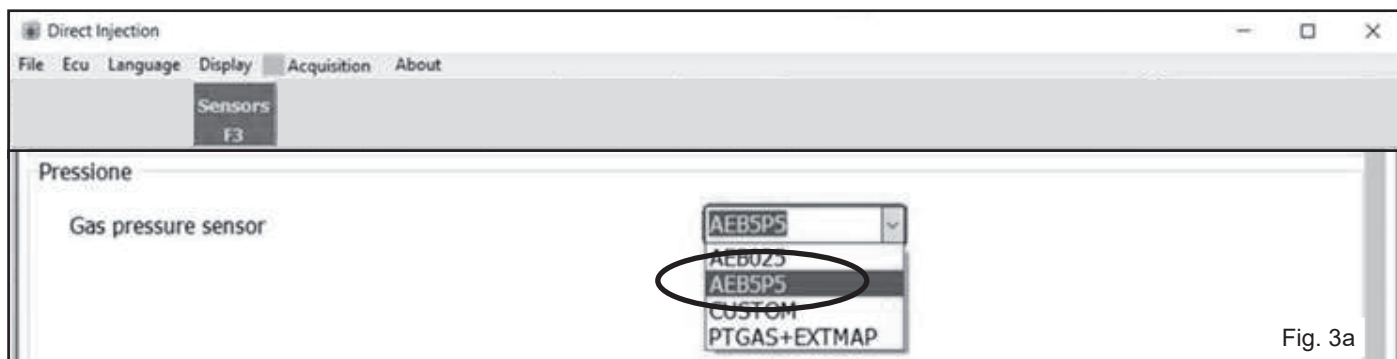 Direct Injection
File Ecu Language Display Acquisition About
Sensors
F3
Pressione
Gas pressure sensor
AEB5P5
AEB025
AEB5P5
CUSTOM
PTGAS+EXTMAP
Fig. 3a